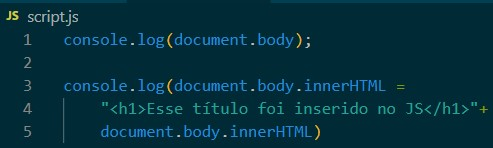 JS script.js
1 console.log(document.body);
2
3 console.log(document.body.innerHTML =
4 "<h1>Esse título foi inserido no JS</h1>"+
5 document.body.innerHTML)